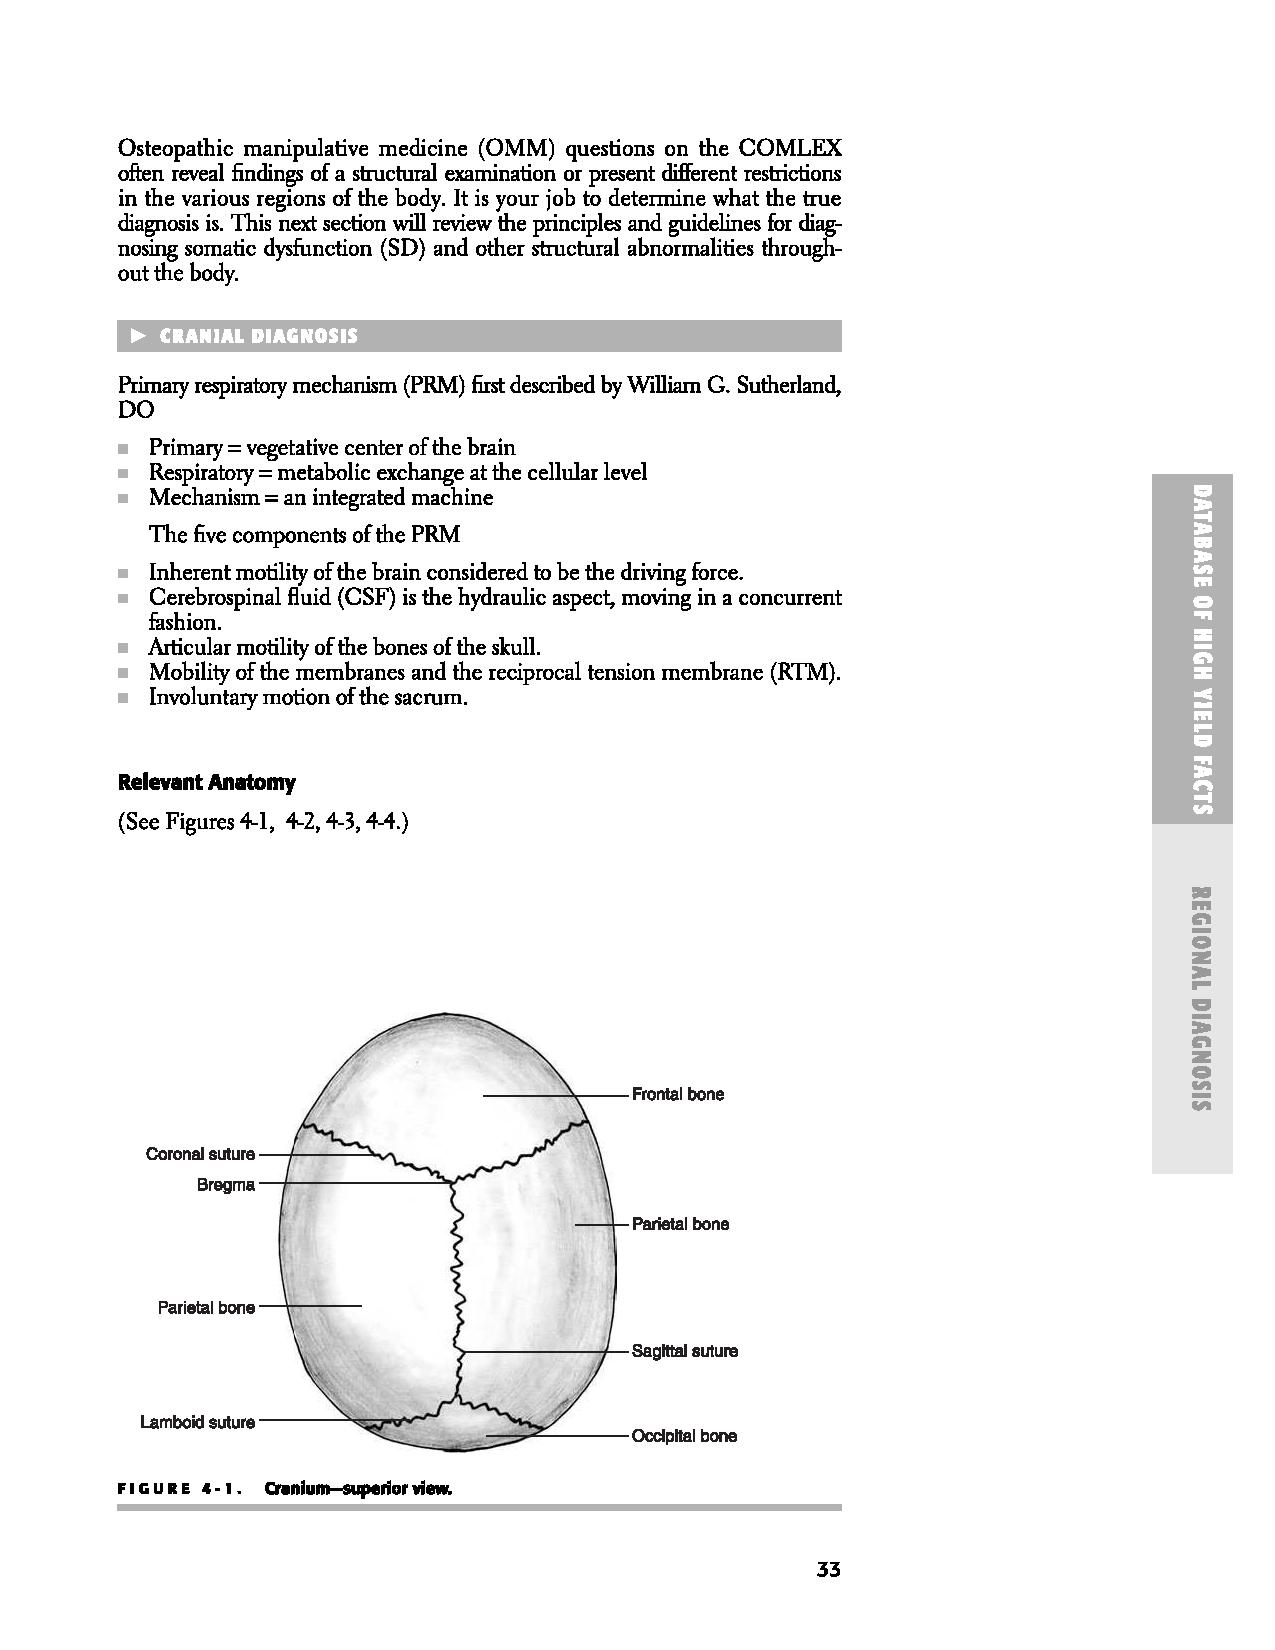 Osteopathic manipulative medicine (OMM) questions on the COMLEX
often reveal findings of a structural examination or present different restrictions
in the various regions of the body. It is your job to determine what the true
diagnosis is. This next section will review the principles and guidelines for diag-
nosing somatic dysfunction (SD) and other structural abnormalities through-
out the body.
► CRANIAL DIAGNOSIS
Primary respiratory mechanism (PRM) first described by William G. Sutherland,
DO
■ Primary = vegetative center of the brain
■ Respiratory = metabolic exchange at the cellular level
■ Mechanism = an integrated machine
The five components of the PRM
■ Inherent motility of the brain considered to be the driving force.
■ Cerebrospinal fluid (CSF) is the hydraulic aspect, moving in a concurrent
fashion.
■ Articular motility of the bones of the skull.
■ Mobility of the membranes and the reciprocal tension membrane (RTM).
■ Involuntary motion of the sacrum.
Relevant Anatomy
(See Figures 4-1, 4-2, 4-3, 4-4.)
Frontal bone
Coronal suture
Bregma
Parietal bone
Parietal bone
Sagittal suture
Lamboid suture
Occipital bone
FIGURE 4-1. Cranium—superior view.
33
DATABASE OF HIGH YIELD FACTS
REGIONAL DIAGNOSIS